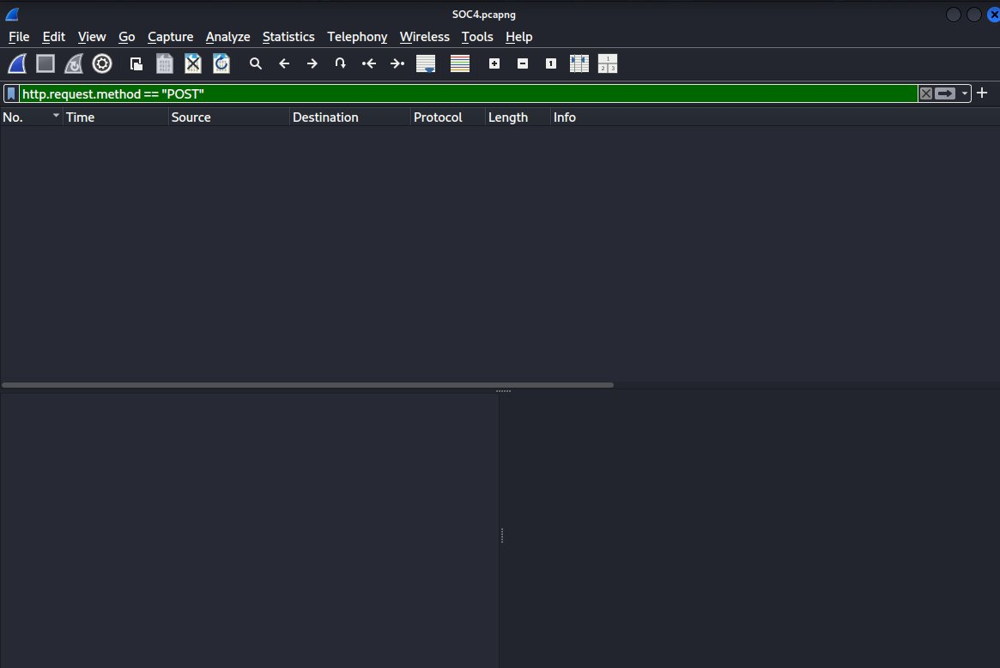 SOC4.pcapng
File Edit View Go Capture Analyze Statistics Telephony Wireless Tools Help
http.request.method == "POST"
No. Time Source Destination Protocol Length Info